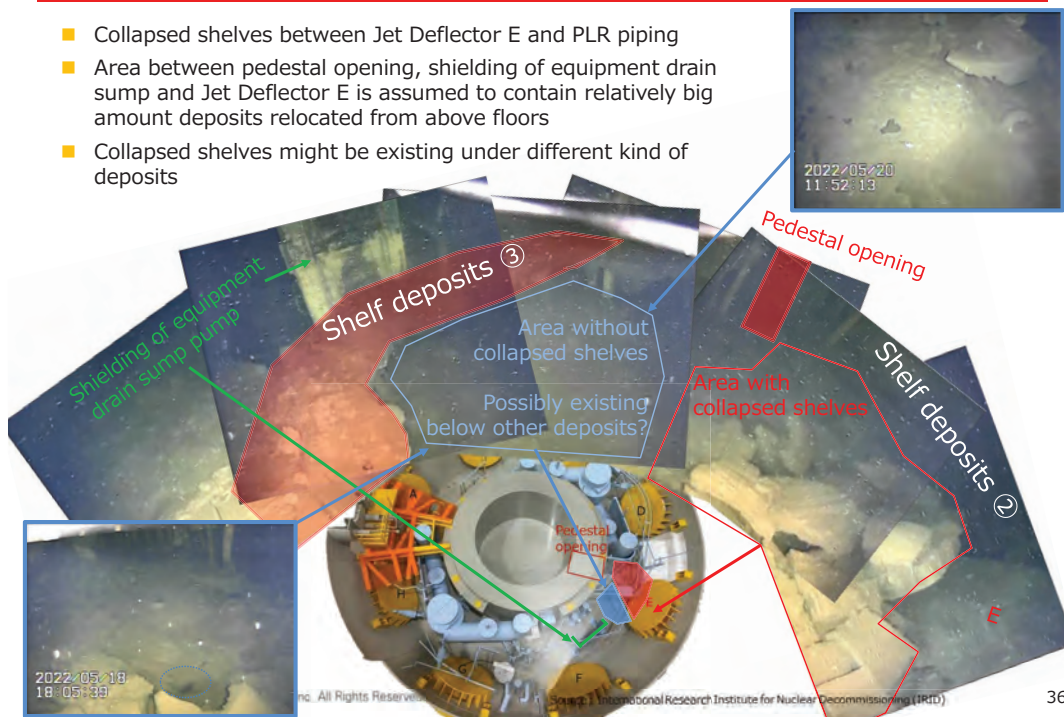 Collapsed shelves between Jet Deflector E and PLR piping
Area between pedestal opening, shielding of equipment drain
sump and Jet Deflector E is assumed to contain relatively big
amount deposits relocated from above floors
Collapsed shelves might be existing under different kind of
deposits
2022/05/20
11:52:13
Pedestal opening
Shielding of equipment
drain sump pump
Shelf deposits ③
Area without
collapsed shelves
Possibly existing
below other deposits?
Area with
collapsed shelves
Shelf deposits ②
E
A
D
Pedestal
opening
H
E
G
F
2022/05/18
18:05:39
nc. All Rights Reserve
Source: International Research Institute for Nuclear Decommissioning (IRID)
36